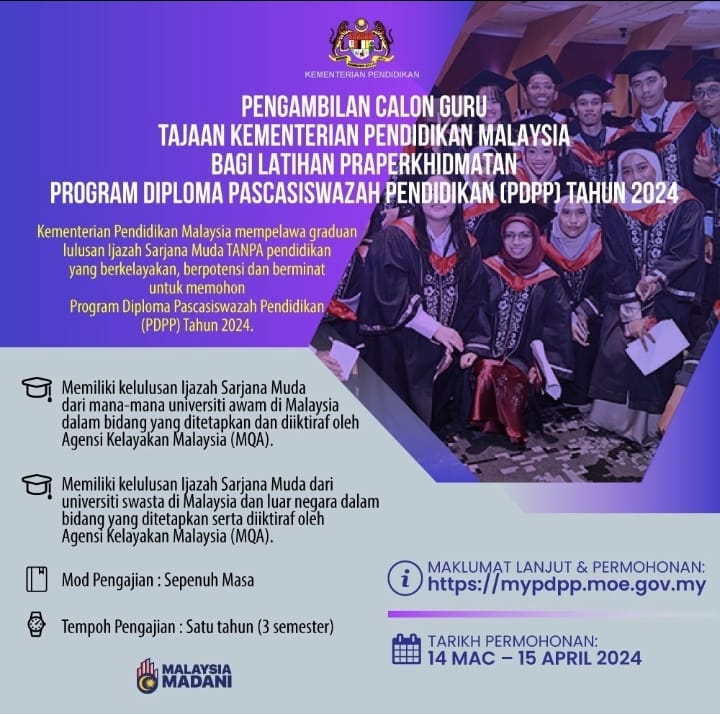 KEMENTERIAN PENDIDIKAN
PENGAMBILAN CALON GURU
TAJAAN KEMENTERIAN PENDIDIKAN MALAYSIA
BAGI LATIHAN PRAPERKHIDMATAN
PROGRAM DIPLOMA PASCASISWAZAH PENDIDIKAN (PDPP) TAHUN 2024
Kementerian Pendidikan Malaysia mempelawa graduan
lulusan Ijazah Sarjana Muda TANPA pendidikan
yang berkelayakan, berpotensi dan berminat
untuk memohon
Program Diploma Pascasiswazah Pendidikan
(PDPP) Tahun 2024.
Memiliki kelulusan Ijazah Sarjana Muda
dari mana-mana universiti awam di Malaysia
dalam bidang yang ditetapkan dan diiktiraf oleh
Agensi Kelayakan Malaysia (MQA).
Memiliki kelulusan Ijazah Sarjana Muda dari
universiti swasta di Malaysia dan luar negara dalam
bidang yang ditetapkan serta diiktiraf oleh
Agensi Kelayakan Malaysia (MQA).
Mod Pengajian : Sepenuh Masa
Tempoh Pengajian : Satu tahun (3 semester)
MALAYSIA
MADANI
MAKLUMAT LANJUT & PERMOHONAN:
https://mypdpp.moe.gov.my
TARIKH PERMOHONAN:
14 MAC – 15 APRIL 2024